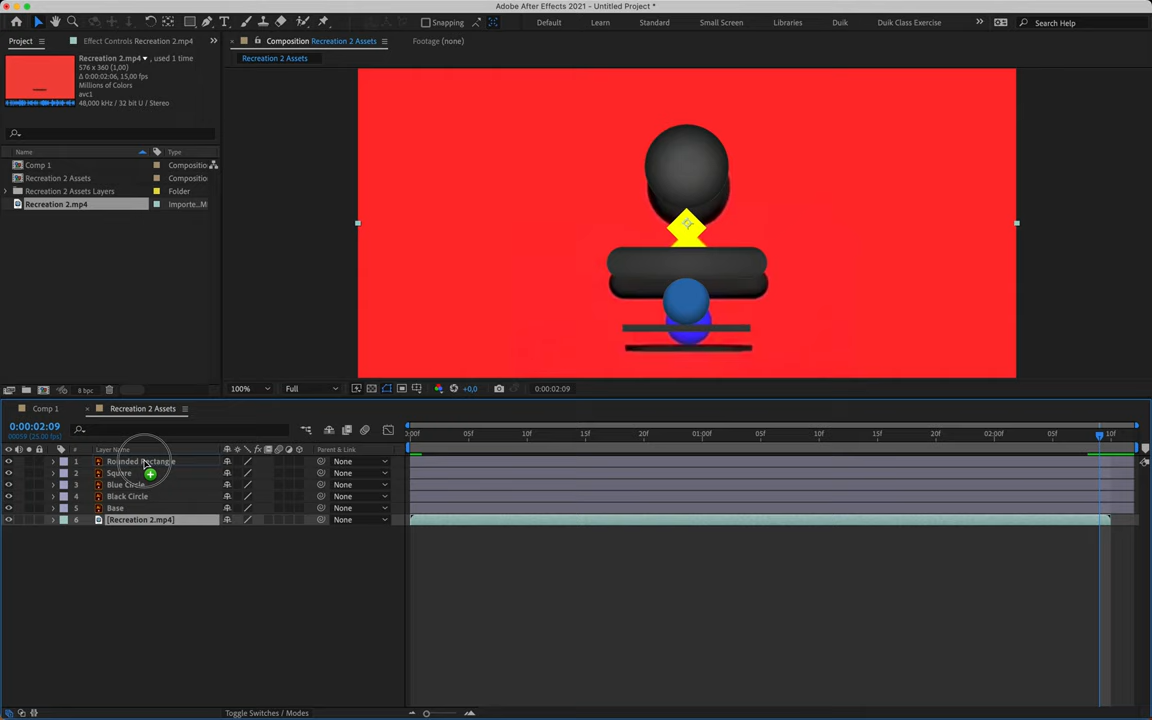 Adobe After Effects 2021 - Untitled Project *
Snapping
Default
Learn
Standard
Small Screen
Libraries
Duik
Duik Class Exercise
Search Help
Project
Effect Controls Recreation 2.mp4
Composition Recreation 2 Assets
Footage (none)
Recreation 2 Assets
Recreation 2.mp4 , used 1 time
576 x 360 (1,00)
Δ 0:00:02:06, 15,00 fps
Millions of Colors
avc1
48,000 kHz / 32 bit U / Stereo
Name
Type
Comp 1
Compositio
Recreation 2 Assets
Compositio
Recreation 2 Assets Layers
Folder
Recreation 2.mp4
Importe...M
8 bpc
100%
Full
+0,0
0:00:02:09
Comp 1
Recreation 2 Assets
0:00:02:09
00059 (25.00 fps)
#
Layer Name
Parent & Link
0:00f
05f
10f
15f
20f
01:00f
05f
10f
15f
20f
02:00f
05f
10f
1
Rounded Rectangle
None
2
Square
None
3
Blue Circle
None
4
Black Circle
None
5
Base
None
6
[Recreation 2.mp4]
None
Toggle Switches / Modes